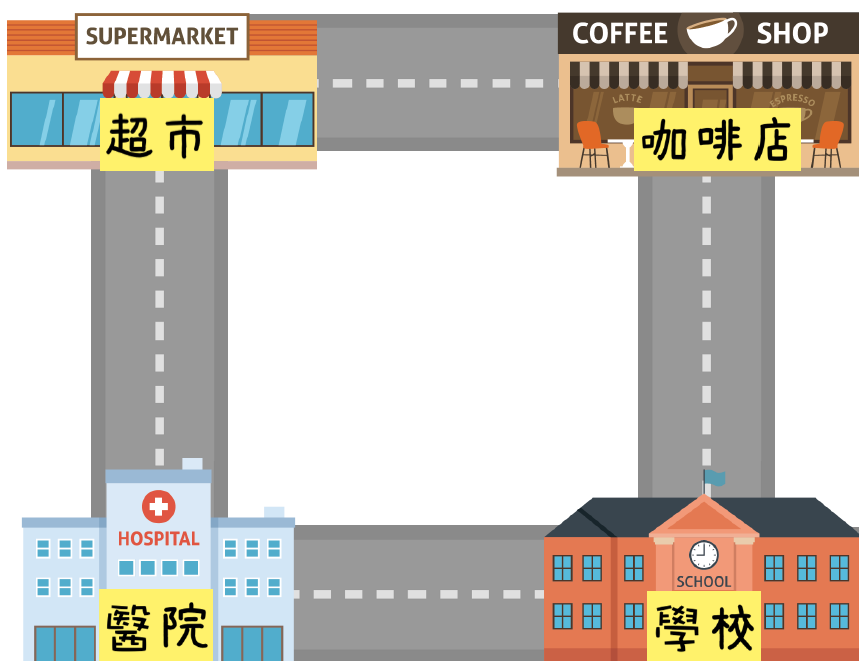 SUPERMARKET
超市
COFFEE SHOP
LATTE
ESPRESSO
咖啡店
HOSPITAL
醫院
SCHOOL
學校